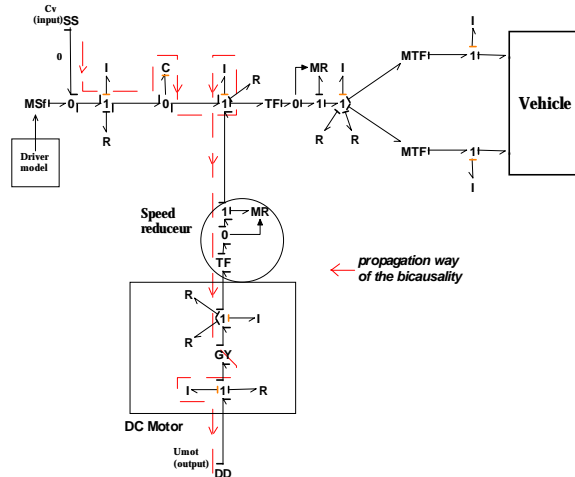 Cv
(input) SS
0
I
C
I
R
MSf 0 1 0 1 TF 0 1 1
MR
I
R
R R
MTF 1
I
MTF 1
I
Vehicle
Driver
model
Speed
reduceur
1 MR
0
TF
propagation way
of the bicausality
R
1 I
R
GY
I 1 R
DC Motor
Umot
(output)
DD